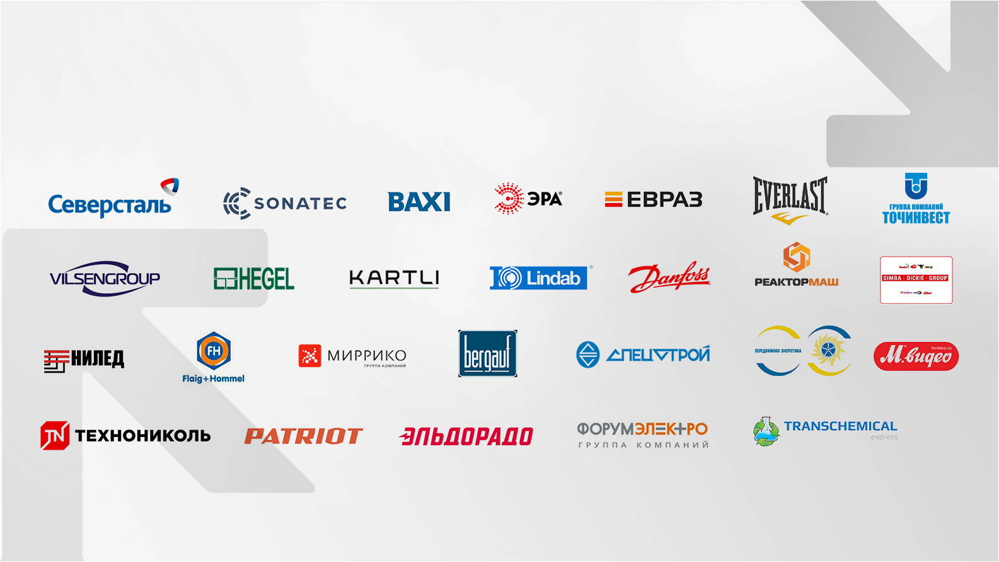 Северсталь
SONATEC
BAXI
ЭРА®
ЕВРАЗ
EVERLAST®
ГРУППА КОМПАНИЙ
ТОЧИНВЕСТ
VILSENGROUP
HEGEL
KARTLI
Lindab®
Danfoss
РЕАКТОРМАШ
SIMBA · DICKIE · GROUP
НИЛЕД
FH
Flaig+Hommel
МИРРИКО
ГРУППА КОМПАНИЙ
bergauf
СПЕЦСТРОЙ
ПЕРЕДВИЖНАЯ ЭНЕРГЕТИКА
mvideo.ru
М.видео
TN
ТЕХНОНИКОЛЬ
PATRIOT
ЭЛЬДОРАДО
ФОРУМЭЛЕКТРО
ГРУППА КОМПАНИЙ
TRANSCHEMICAL
express